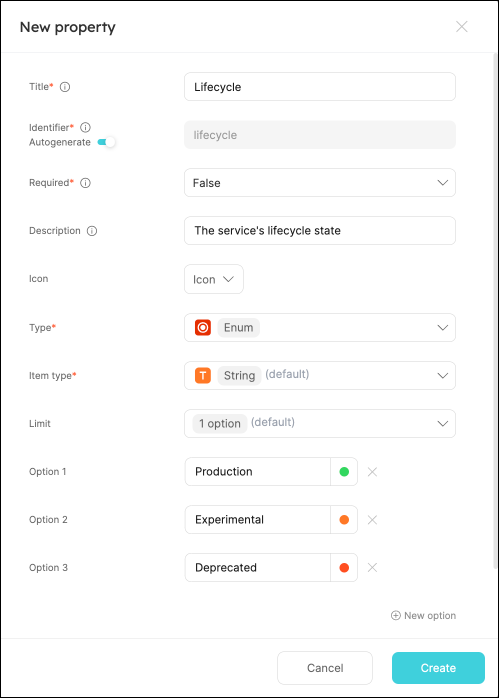 New property
Title*
Lifecycle
Identifier*
Autogenerate
lifecycle
Required*
False
Description
The service's lifecycle state
Icon
Icon
Type*
Enum
Item type*
T String (default)
Limit
1 option (default)
Option 1
Production
Option 2
Experimental
Option 3
Deprecated
New option
Cancel
Create